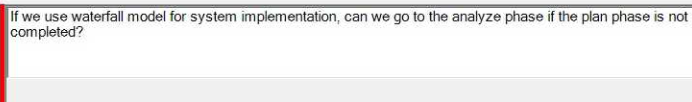 If we use waterfall model for system implementation, can we go to the analyze phase if the plan phase is not
completed?